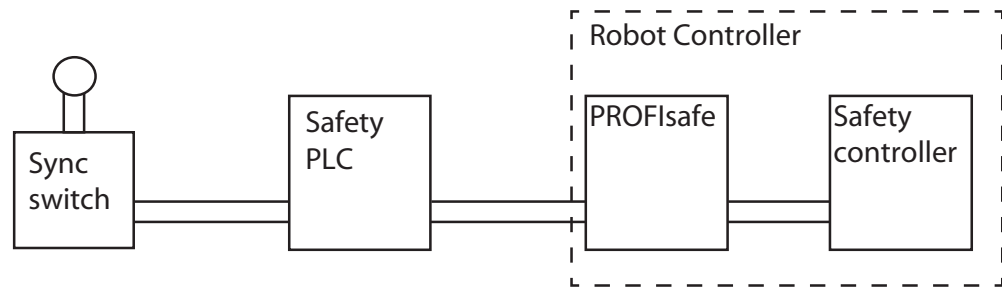 Robot Controller
Sync
switch
Safety
PLC
PROFIsafe
Safety
controller